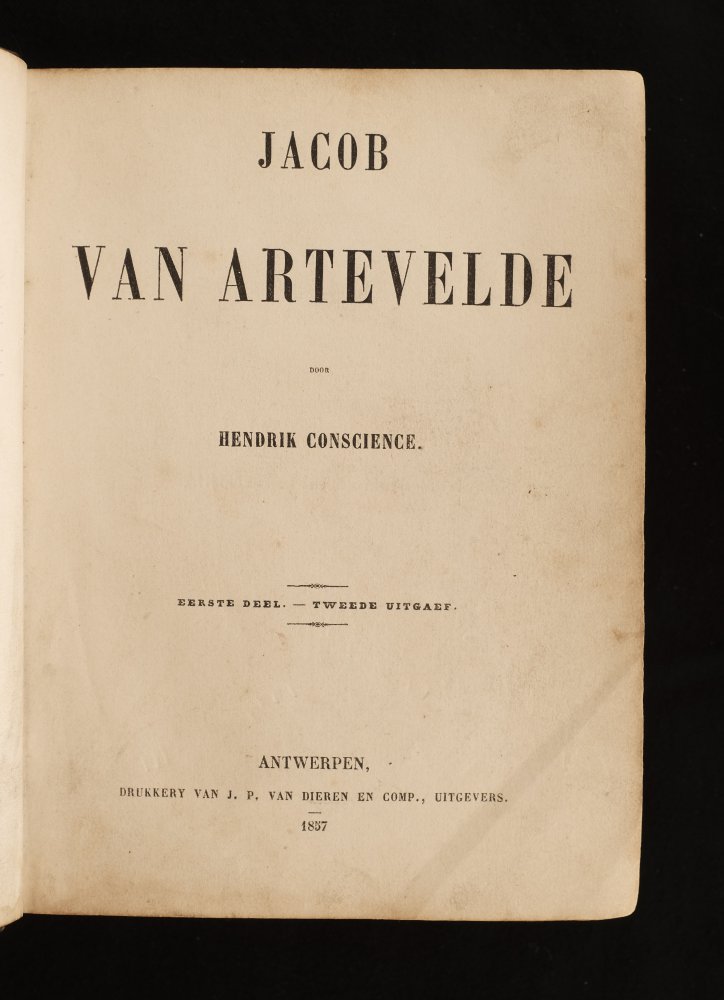 JACOB
VAN ARTEVELDE
DOOR
HENDRIK CONSCIENCE.
EERSTE DEEL. — TWEEDE UITGAEF.
ANTWERPEN,
DRUKKERY VAN J. P. VAN DIEREN EN COMP., UITGEVERS.
1857